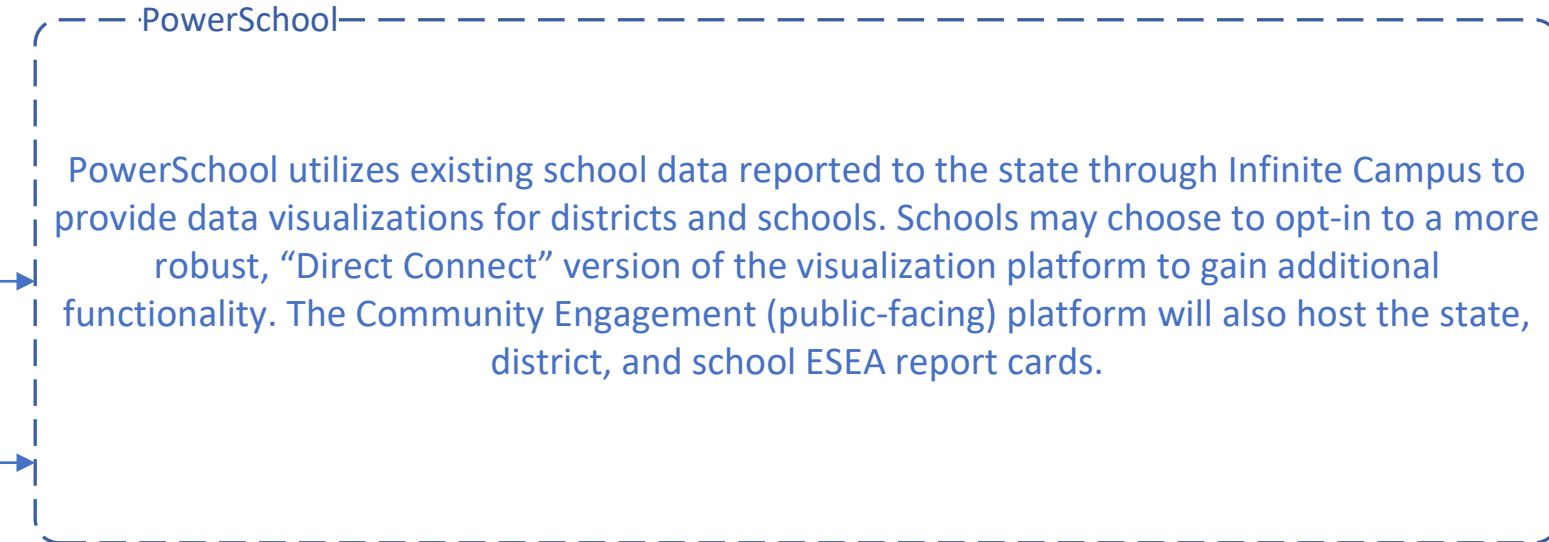 PowerSchool
PowerSchool utilizes existing school data reported to the state through Infinite Campus to
provide data visualizations for districts and schools. Schools may choose to opt-in to a more
robust, “Direct Connect” version of the visualization platform to gain additional
functionality. The Community Engagement (public-facing) platform will also host the state,
district, and school ESEA report cards.